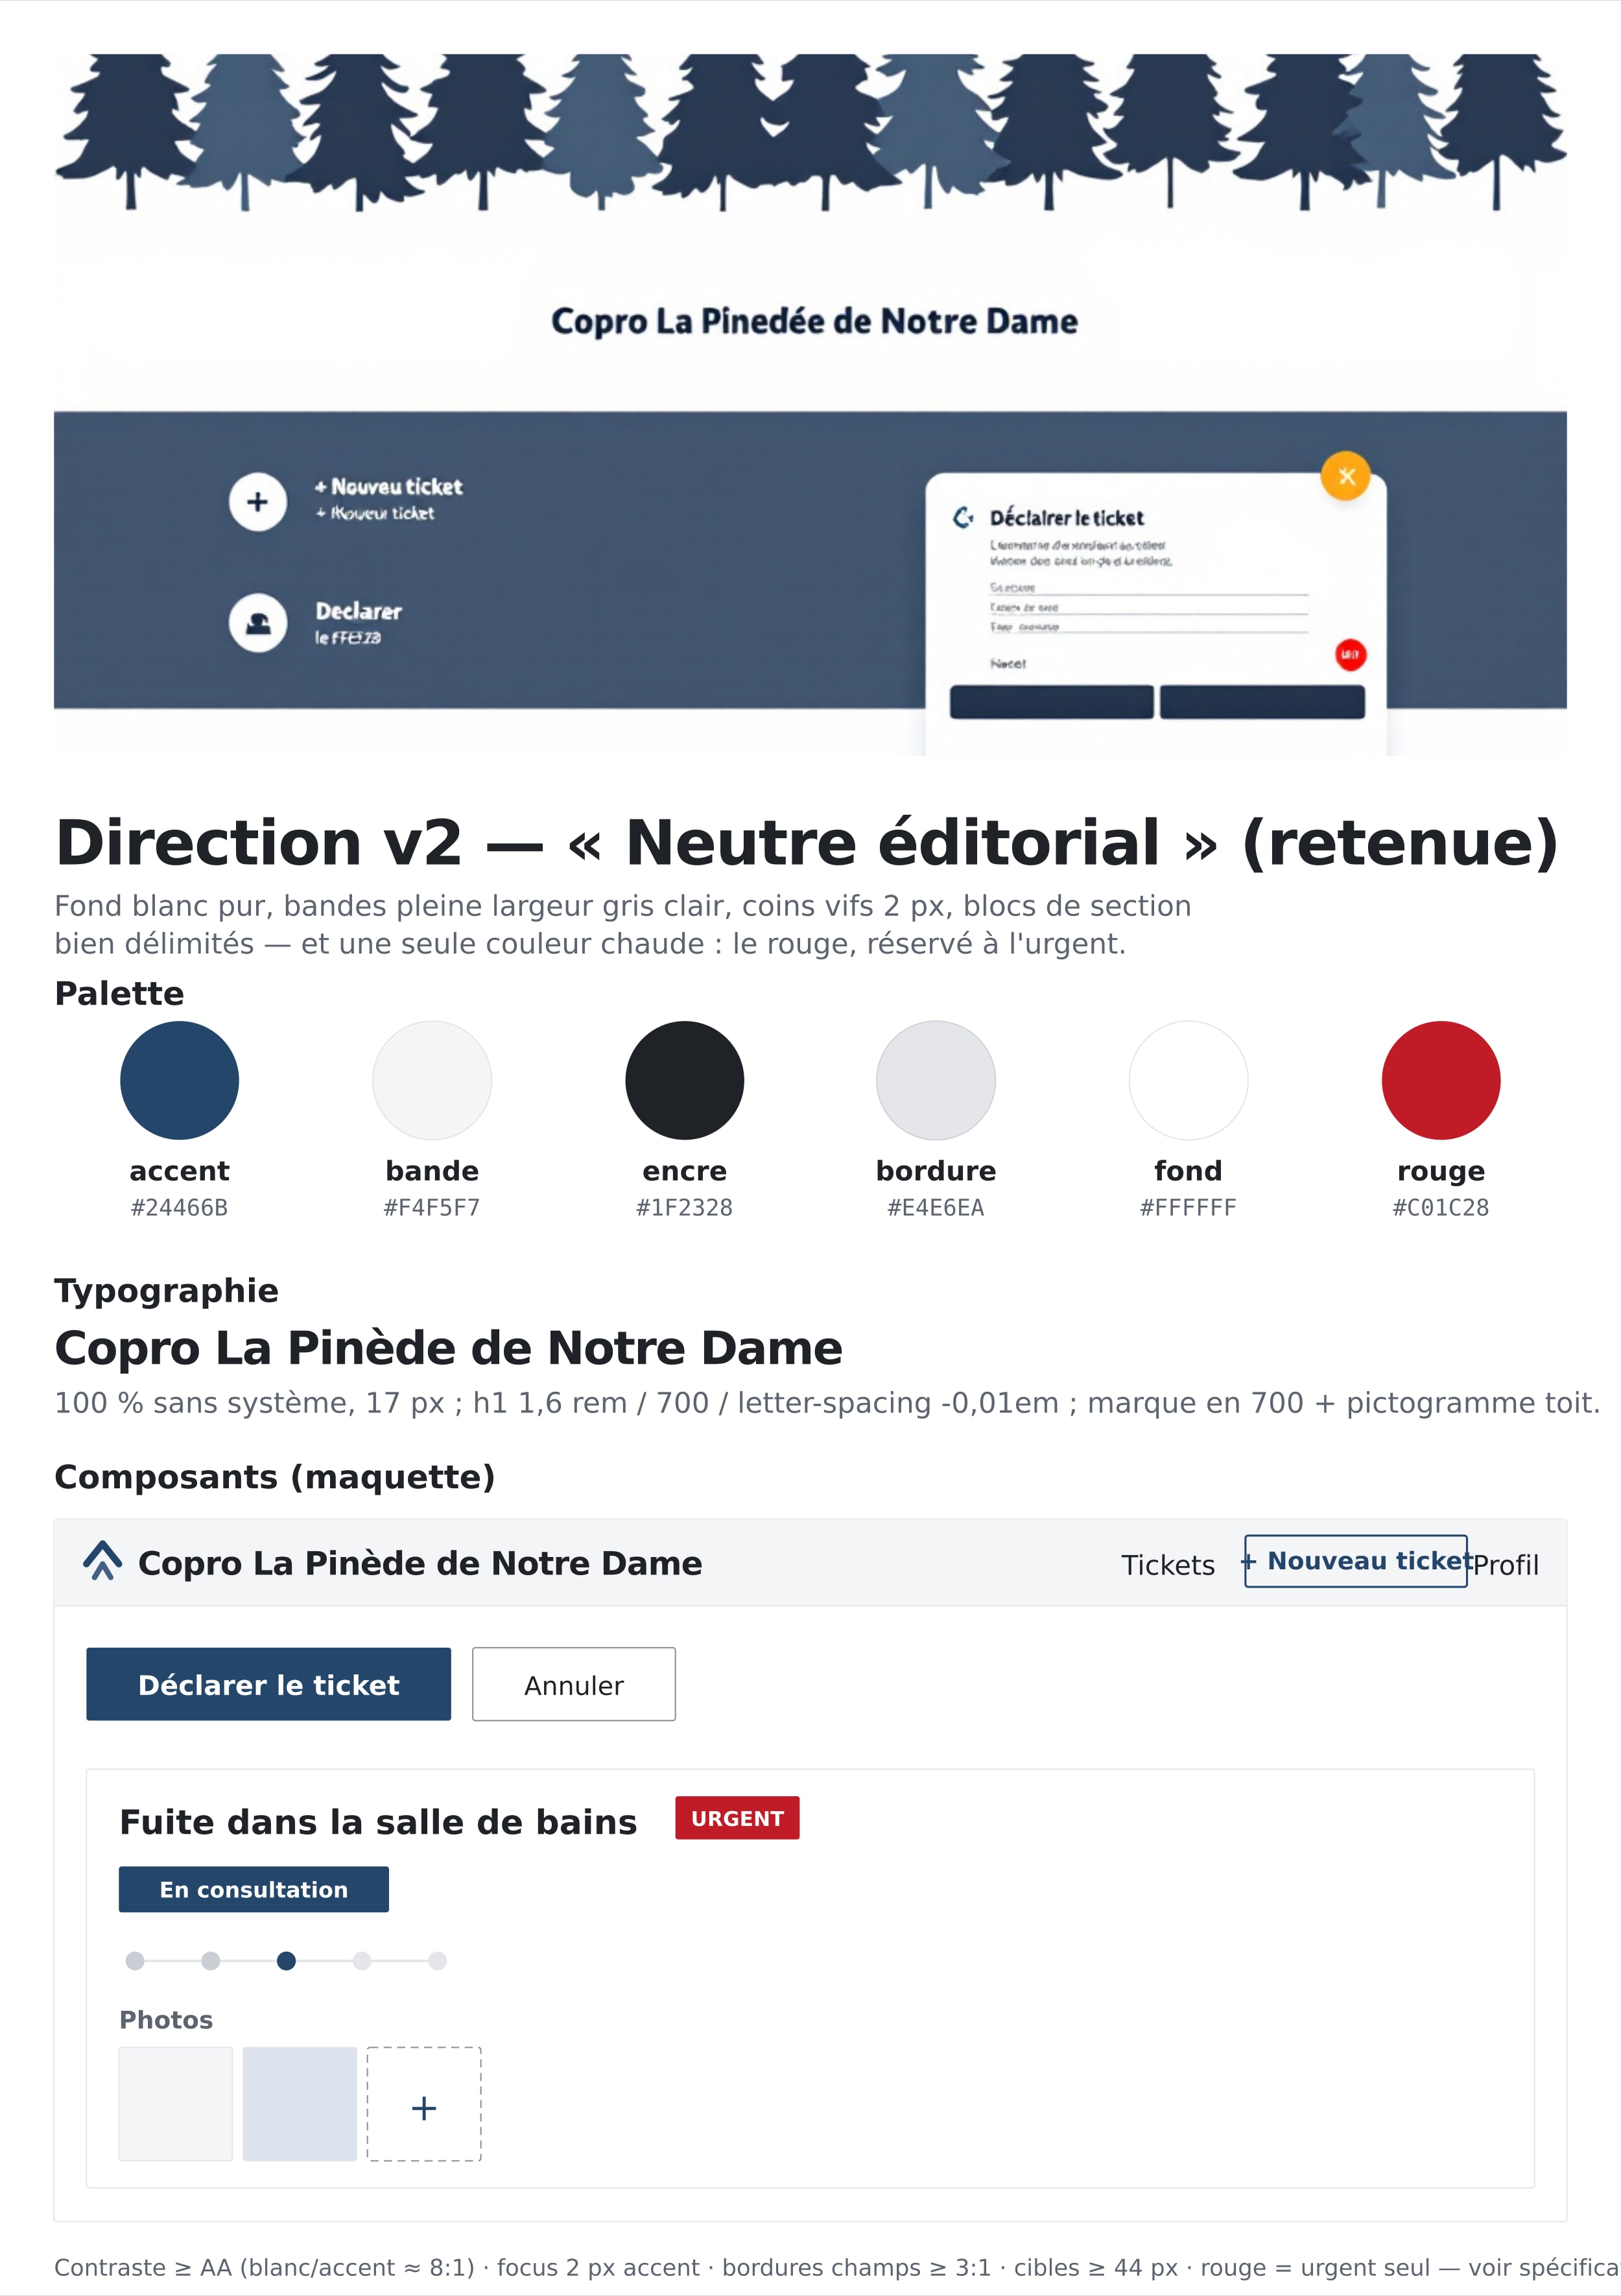 Copro La Pinedée de Notre Dame
+ Nouveu ticket
ticket
Declarer
le
Déclairer le ticket
Direction v2 — « Neutre éditorial » (retenue)
Fond blanc pur, bandes pleine largeur gris clair, coins vifs 2 px, blocs de section
bien délimités — et une seule couleur chaude : le rouge, réservé à l'urgent.
Palette
accent bande encre bordure fond rouge
#24466B #F4F5F7 #1F2328 #E4E6EA #FFFFFF #C01C28
Typographie
Copro La Pinède de Notre Dame
100 % sans système, 17 px ; h1 1,6 rem / 700 / letter-spacing -0,01em ; marque en 700 + pictogramme toit.
Composants (maquette)
Copro La Pinède de Notre Dame Tickets + Nouveau ticket Profil
Déclarer le ticket Annuler
Fuite dans la salle de bains URGENT
En consultation
Photos
+
Contraste ≥ AA (blanc/accent ≈ 8:1) · focus 2 px accent · bordures champs ≥ 3:1 · cibles ≥ 44 px · rouge = urgent seul — voir spécifica